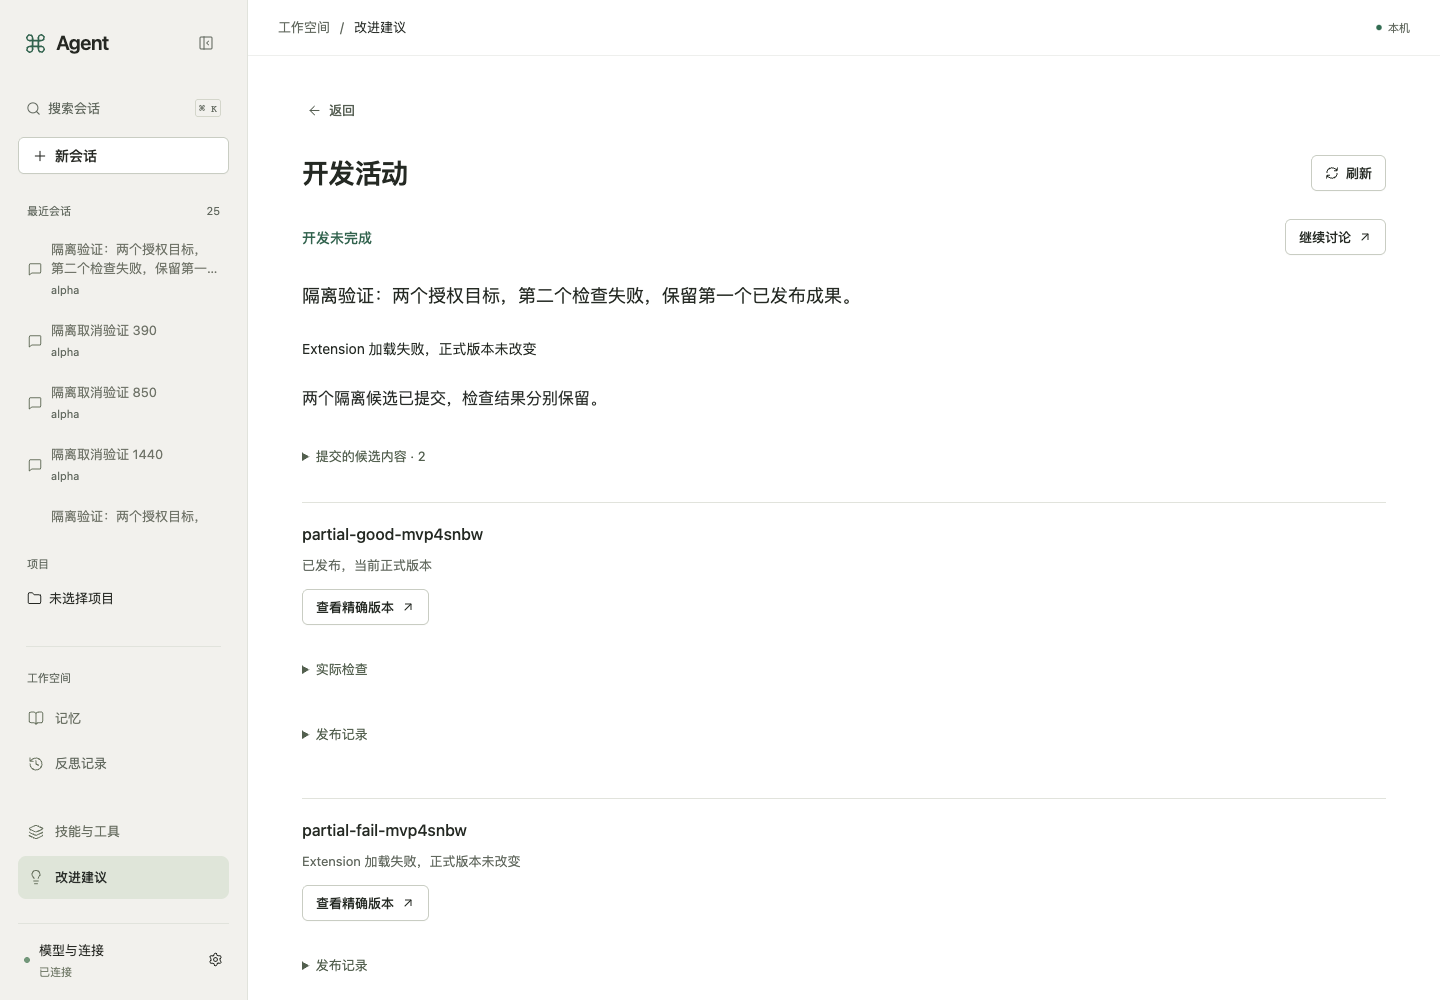 Agent
搜索会话
⌘ K
新会话
最近会话 25
隔离验证：两个授权目标，
第二个检查失败，保留第一...
alpha
隔离取消验证 390
alpha
隔离取消验证 850
alpha
隔离取消验证 1440
alpha
隔离验证：两个授权目标，
项目
未选择项目
工作空间
记忆
反思记录
技能与工具
改进建议
模型与连接
已连接
工作空间 / 改进建议
本机
返回
开发活动
刷新
开发未完成
继续讨论
隔离验证：两个授权目标，第二个检查失败，保留第一个已发布成果。
Extension 加载失败，正式版本未改变
两个隔离候选已提交，检查结果分别保留。
提交的候选内容 · 2
partial-good-mvp4snbw
已发布，当前正式版本
查看精确版本
实际检查
发布记录
partial-fail-mvp4snbw
Extension 加载失败，正式版本未改变
查看精确版本
发布记录